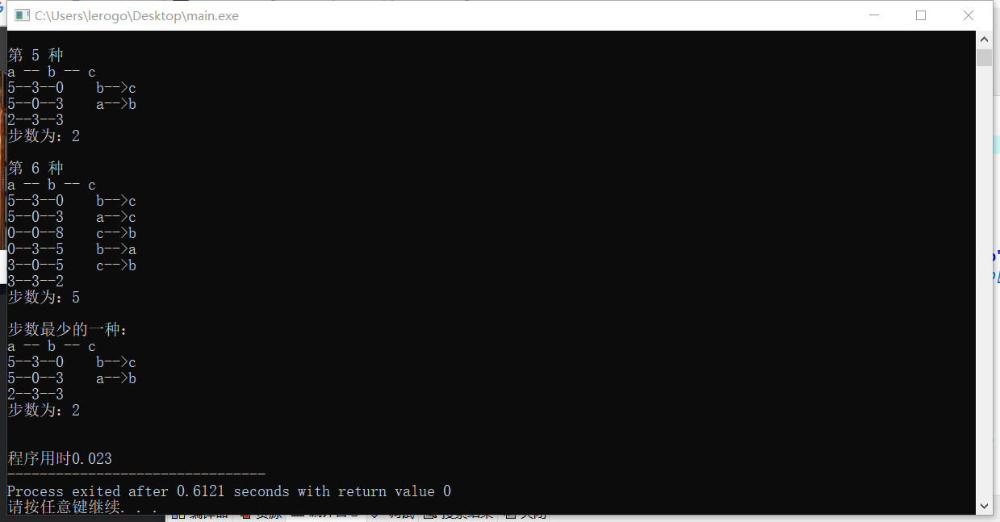 C:\Users\lerogo\Desktop\main.exe
第 5 种
a -- b -- c
5--3--0    b-->c
5--0--3    a-->b
2--3--3
步数为: 2
第 6 种
a -- b -- c
5--3--0    b-->c
5--0--3    a-->c
0--0--8    c-->b
0--3--5    b-->a
3--0--5    c-->b
3--3--2
步数为: 5
步数最少的一种:
a -- b -- c
5--3--0    b-->c
5--0--3    a-->b
2--3--3
步数为: 2
程序用时0.023
--------------------------------
Process exited after 0.6121 seconds with return value 0
请按任意键继续. . .